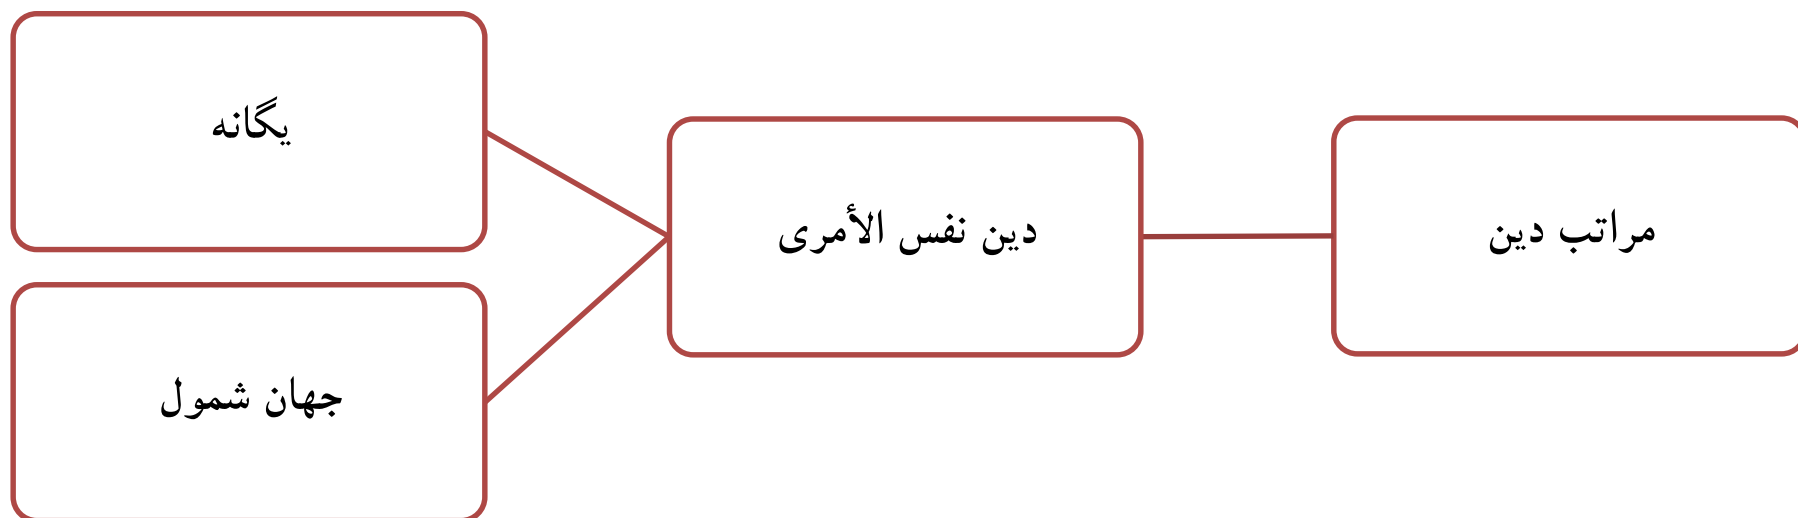 مراتب دین
دین نفس الأمری
یگانه
جهان شمول